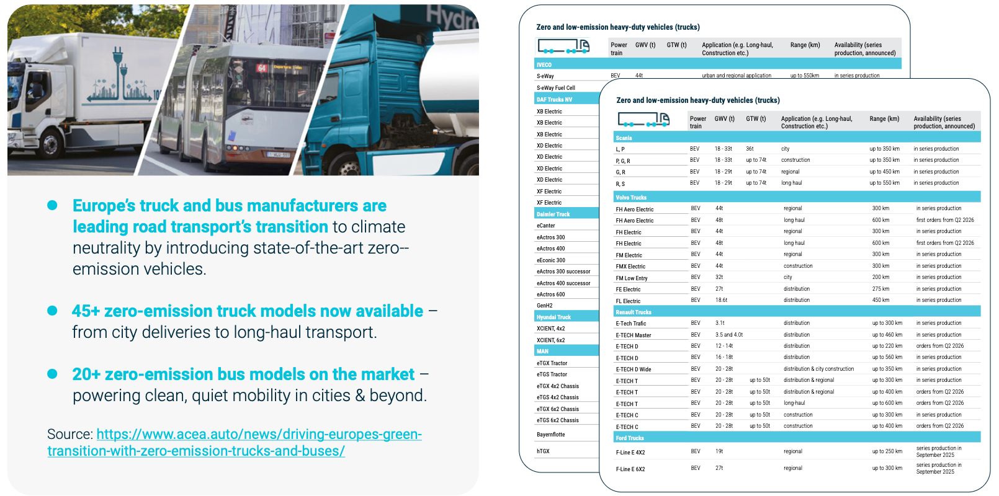 Hydro
64
100
Europe's truck and bus manufacturers are
leading road transport's transition to climate
neutrality by introducing state-of-the-art zero--
emission vehicles.
45+ zero-emission truck models now available –
from city deliveries to long-haul transport.
20+ zero-emission bus models on the market –
powering clean, quiet mobility in cities & beyond.
Source: https://www.acea.auto/news/driving-europes-green-
transition-with-zero-emission-trucks-and-buses/
Zero and low-emission heavy-duty vehicles (trucks)
Power train GWV (t) GTW (t) Application (e.g. Long-haul, Construction etc.) Range (km) Availability (series production, announced)
IVECO
S-eWay BEV 44t urban and regional application up to 550km in series production
S-eWay Fuel Cell
DAF Trucks NV
XB Electric
XB Electric
XB Electric
XD Electric
XD Electric
XD Electric
XD Electric
XF Electric
XF Electric
Daimler Truck
eCanter
eActros 300
eActros 400
eEconic 300
eActros 300 successor
eActros 400 successor
eActros 600
GenH2
Hyundai Truck
XCIENT, 4x2
XCIENT, 6x2
MAN
eTGX Tractor
eTGS Tractor
eTGX 4x2 Chassis
eTGS 4x2 Chassis
eTGX 6x2 Chassis
eTGS 6x2 Chassis
Bayernflotte
hTGX
Zero and low-emission heavy-duty vehicles (trucks)
Power train GWV (t) GTW (t) Application (e.g. Long-haul, Construction etc.) Range (km) Availability (series production, announced)
Scania
L, P BEV 18 - 33t 36t city up to 350 km in series production
P, G, R BEV 18 - 33t up to 74t construction up to 350 km in series production
G, R BEV 18 - 29t up to 74t regional up to 450 km in series production
R, S BEV 18 - 29t up to 74t long haul up to 550 km in series production
Volvo Trucks
FH Aero Electric BEV 44t regional 300 km in series production
FH Aero Electric BEV 48t long haul 600 km first orders from Q2 2026
FH Electric BEV 44t regional 300 km in series production
FH Electric BEV 48t long haul 600 km first orders from Q2 2026
FM Electric BEV 44t regional 300 km in series production
FMX Electric BEV 44t construction 300 km in series production
FM Low Entry BEV 32t city 200 km in series production
FE Electric BEV 27t distribution 275 km in series production
FL Electric BEV 18.6t distribution 450 km in series production
Renault Trucks
E-Tech Trafic BEV 3.1t distribution up to 300 km in series production
E-TECH Master BEV 3.5 and 4.0t distribution up to 460 km in series production
E-TECH D BEV 12 - 14t distribution up to 220 km orders from Q2 2026
E-TECH D BEV 16 - 18t distribution up to 560 km in series production
E-TECH D Wide BEV 20 - 28t distribution & city construction up to 350 km in series production
E-TECH T BEV 20 - 28t up to 50t distribution & regional up to 300 km in series production
E-TECH T BEV 20 - 28t up to 50t distribution & regional up to 400 km orders from Q2 2026
E-TECH T BEV 20 - 28t up to 50t long-haul up to 600 km orders from Q2 2026
E-TECH C BEV 20 - 28t up to 50t construction up to 300 km in series production
E-TECH C BEV 20 - 28t up to 50t construction up to 400 km orders from Q2 2026
Ford Trucks
F-Line E 4X2 BEV 19t regional up to 250 km series production in September 2025
F-Line E 6X2 BEV 27t regional up to 300 km series production in September 2025